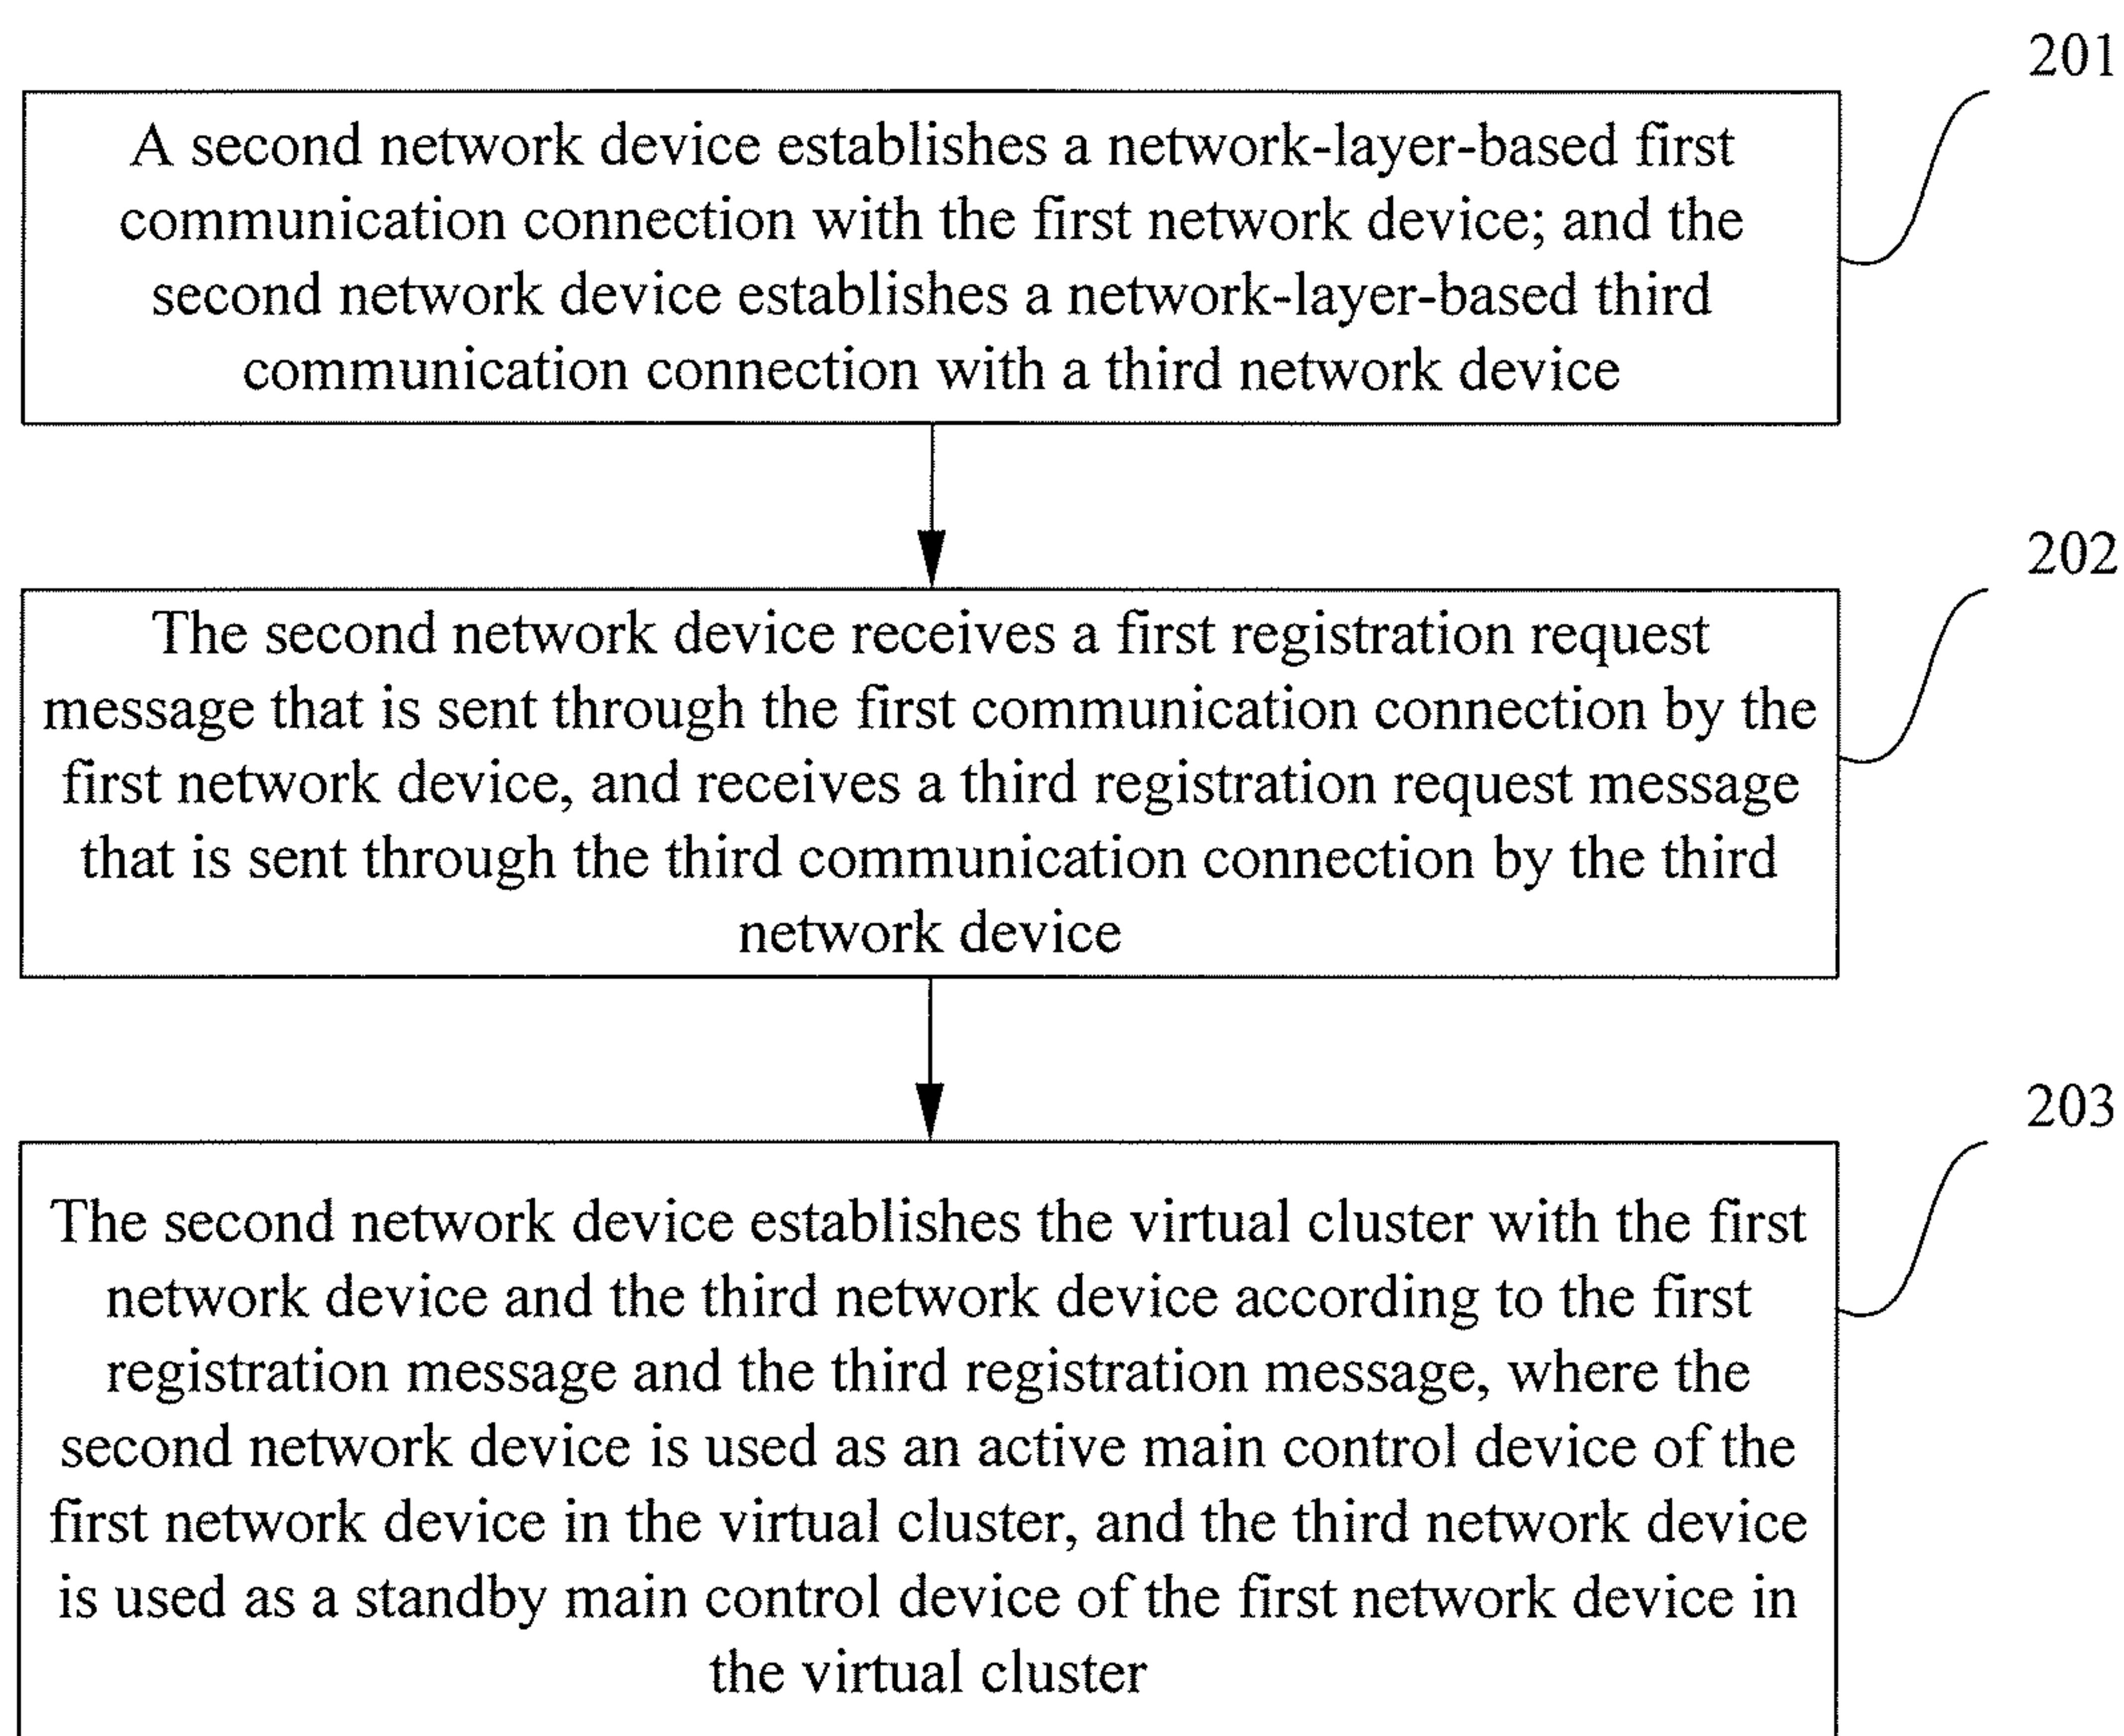 201
A second network device establishes a network-layer-based first
communication connection with the first network device; and the
second network device establishes a network-layer-based third
communication connection with a third network device
202
The second network device receives a first registration request
message that is sent through the first communication connection by the
first network device, and receives a third registration request message
that is sent through the third communication connection by the third
network device
203
The second network device establishes the virtual cluster with the first
network device and the third network device according to the first
registration message and the third registration message, where the
second network device is used as an active main control device of the
first network device in the virtual cluster, and the third network device
is used as a standby main control device of the first network device in
the virtual cluster